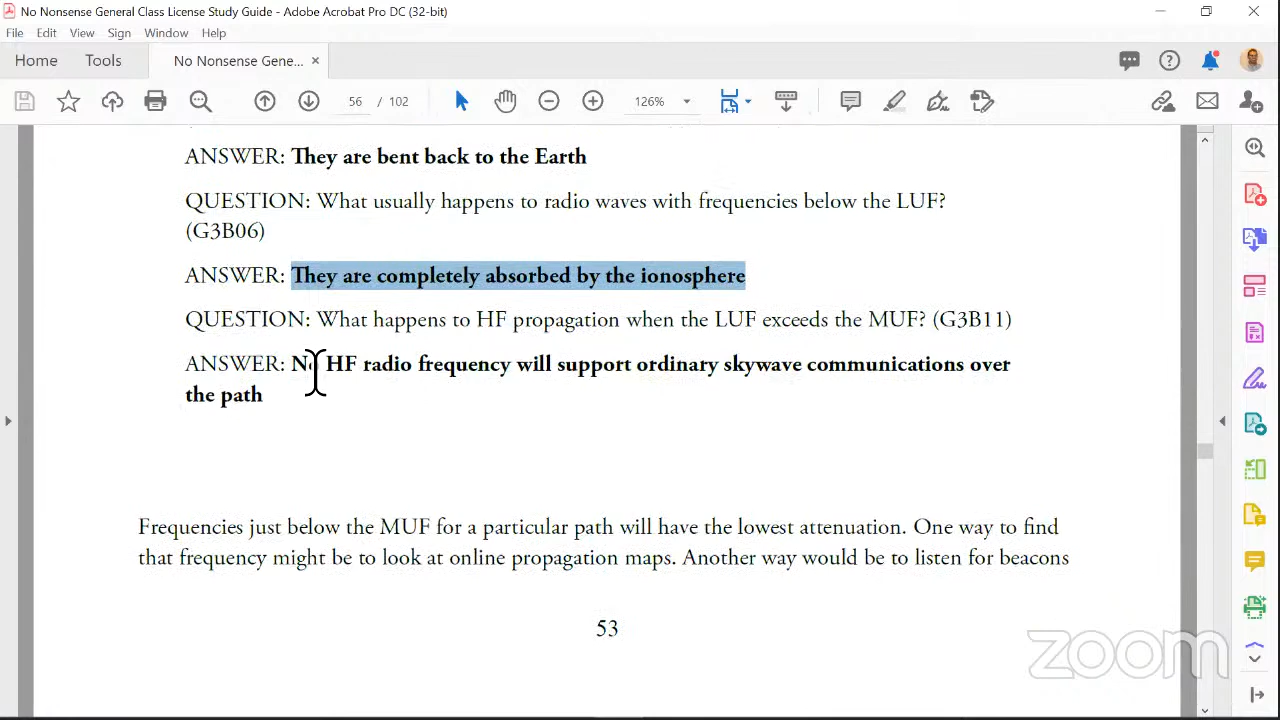 No Nonsense General Class License Study Guide - Adobe Acrobat Pro DC (32-bit)
File Edit View Sign Window Help
Home Tools No Nonsense Gene... ×
56 / 102 126%
ANSWER: They are bent back to the Earth
QUESTION: What usually happens to radio waves with frequencies below the LUF?
(G3B06)
ANSWER: They are completely absorbed by the ionosphere
QUESTION: What happens to HF propagation when the LUF exceeds the MUF? (G3B11)
ANSWER: No HF radio frequency will support ordinary skywave communications over
the path
Frequencies just below the MUF for a particular path will have the lowest attenuation. One way to find
that frequency might be to look at online propagation maps. Another way would be to listen for beacons
53
zoom